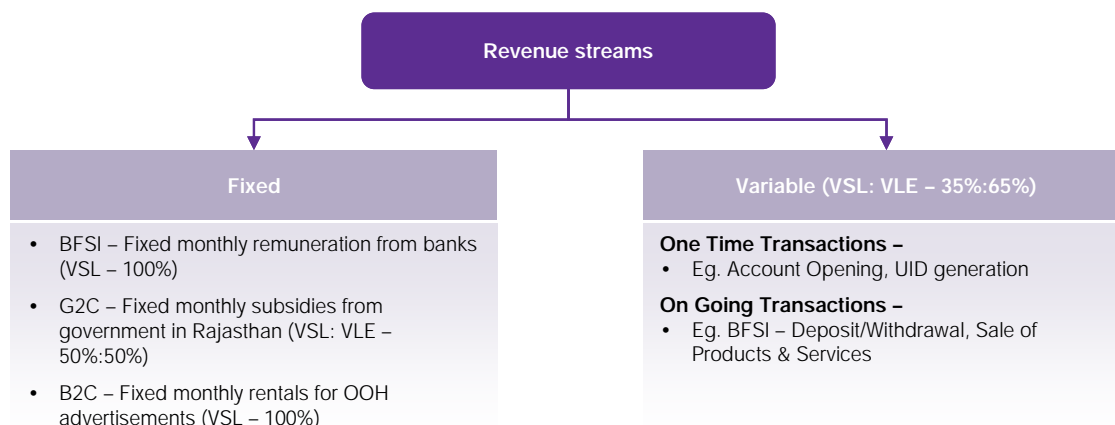 Revenue streams
Fixed
• BFSI – Fixed monthly remuneration from banks
(VSL – 100%)
• G2C – Fixed monthly subsidies from
government in Rajasthan (VSL: VLE –
50%:50%)
• B2C – Fixed monthly rentals for OOH
advertisements (VSL – 100%)
Variable (VSL: VLE – 35%:65%)
One Time Transactions –
• Eg. Account Opening, UID generation
On Going Transactions –
• Eg. BFSI – Deposit/Withdrawal, Sale of
Products & Services